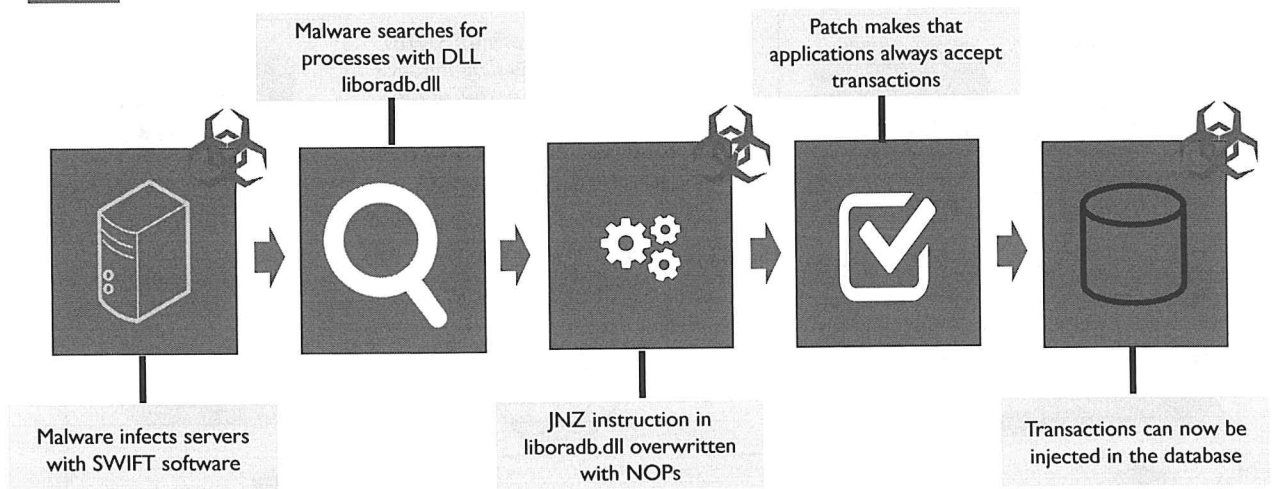 Malware searches for
processes with DLL
liboradb.dll
Patch makes that
applications always accept
transactions
Malware infects servers
with SWIFT software
JNZ instruction in
liboradb.dll overwritten
with NOPs
Transactions can now be
injected in the database